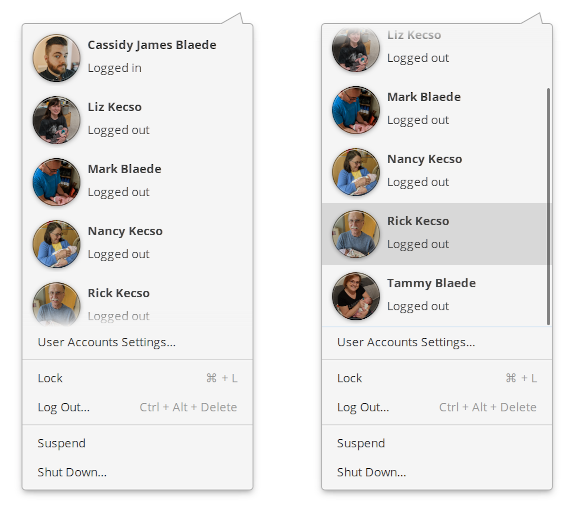 Cassidy James Blaede
Logged in
Liz Kecso
Logged out
Mark Blaede
Logged out
Nancy Kecso
Logged out
Rick Kecso
Logged out
User Accounts Settings...
Lock ⌘ + L
Log Out... Ctrl + Alt + Delete
Suspend
Shut Down...
Liz Kecso
Logged out
Mark Blaede
Logged out
Nancy Kecso
Logged out
Rick Kecso
Logged out
Tammy Blaede
Logged out
User Accounts Settings...
Lock ⌘ + L
Log Out... Ctrl + Alt + Delete
Suspend
Shut Down...